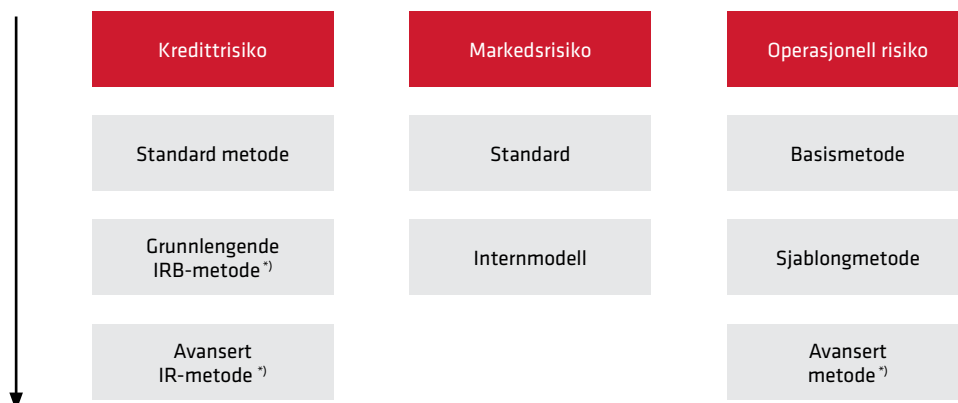 Kredittrisiko
Markedsrisiko
Operasjonell risiko
Standard metode
Standard
Basismetode
Grunnlengende
IRB-metode *)
Internmodell
Sjablongmetode
Avansert
IR-metode *)
Avansert
metode *)